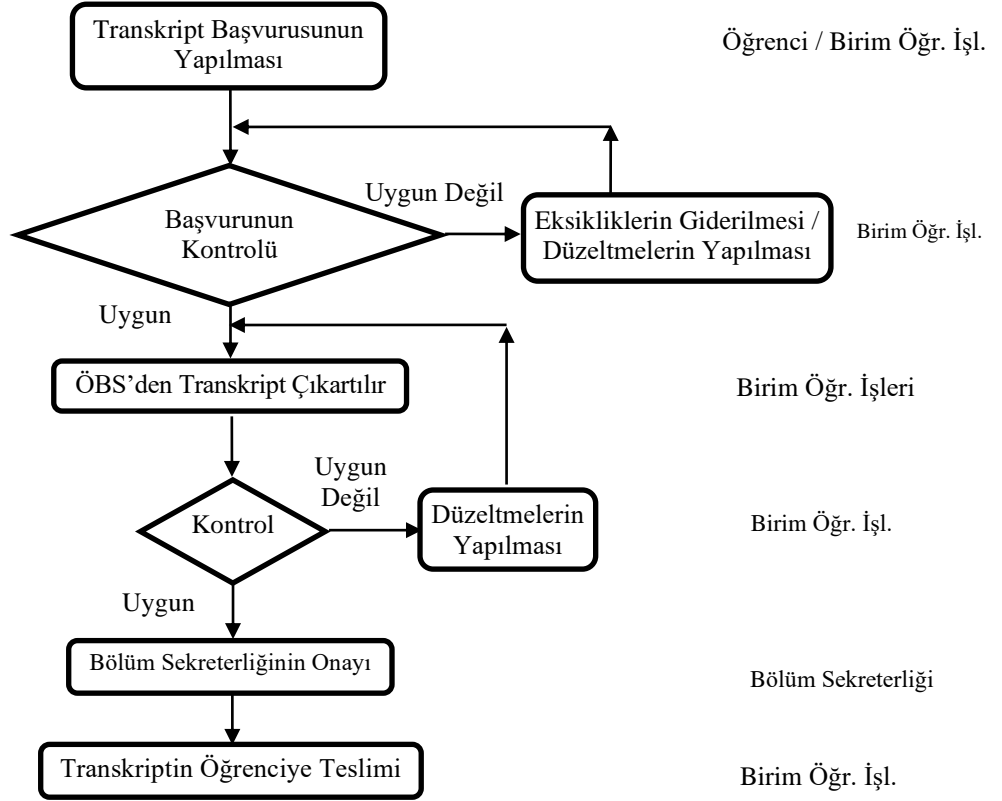 Transkript Başvurusunun
Yapılması
Öğrenci / Birim Öğr. İşl.
Uygun Değil
Başvurunun
Kontrolü
Eksikliklerin Giderilmesi /
Düzeltmelerin Yapılması
Birim Öğr. İşl.
Uygun
ÖBS’den Transkript Çıkartılır
Birim Öğr. İşleri
Uygun
Değil
Kontrol
Düzeltmelerin
Yapılması
Birim Öğr. İşl.
Uygun
Bölüm Sekreterliğinin Onayı
Bölüm Sekreterliği
Transkriptin Öğrenciye Teslimi
Birim Öğr. İşl.